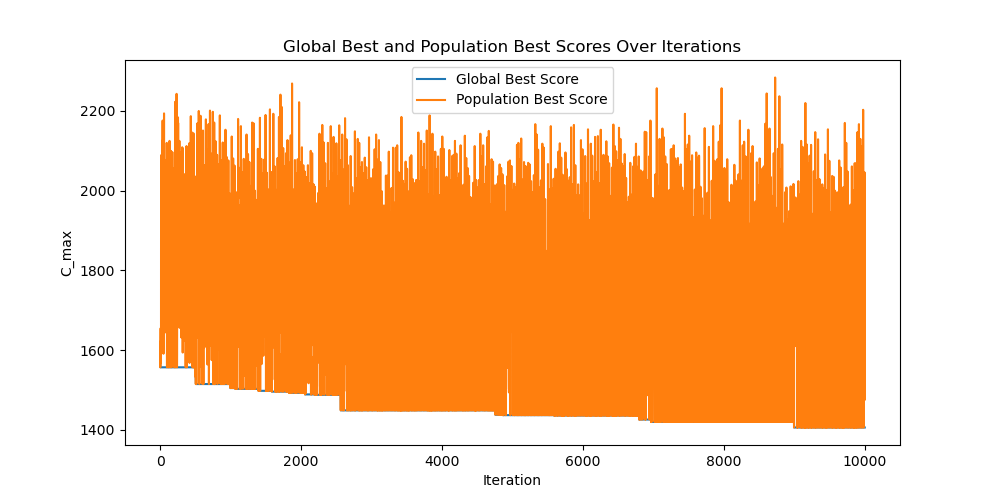 Global Best and Population Best Scores Over Iterations
Global Best Score
Population Best Score
2200
2000
1800
1600
1400
C_max
0 2000 4000 6000 8000 10000
Iteration